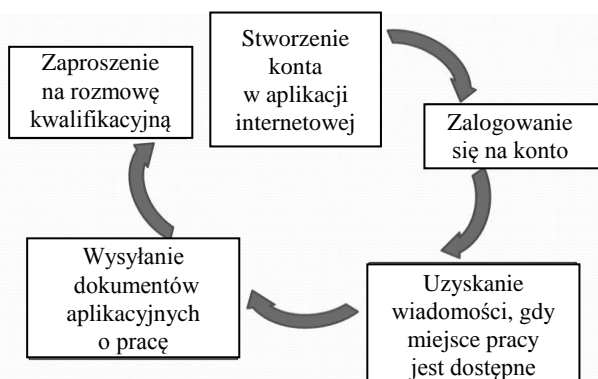 Stworzenie
konta
w aplikacji
internetowej
Zalogowanie
się na konto
Uzyskanie
wiadomości, gdy
miejsce pracy
jest dostępne
Wysyłanie
dokumentów
aplikacyjnych
o pracę
Zaproszenie
na rozmowę
kwalifikacyjną